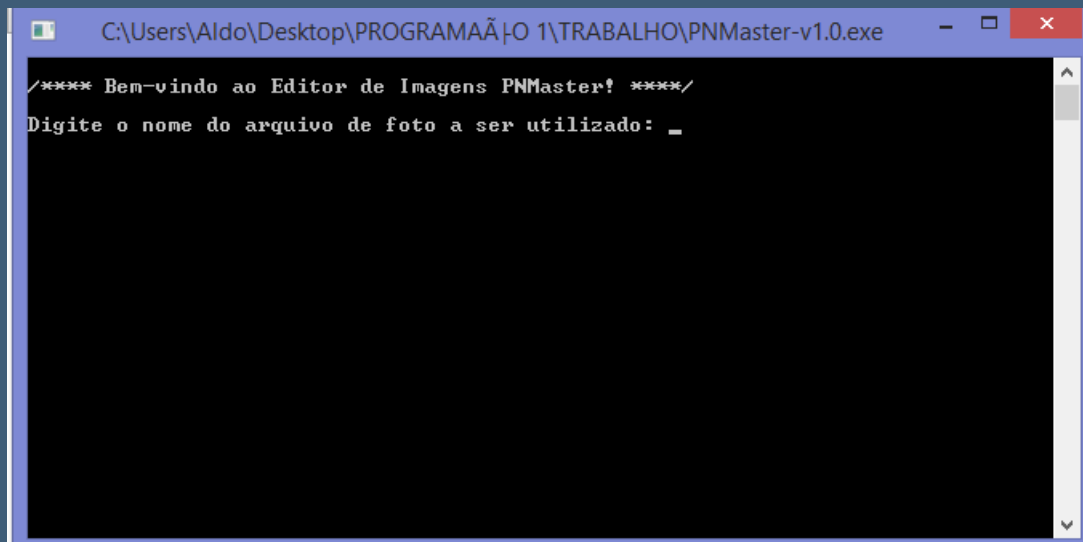 C:\Users\Aldo\Desktop\PROGRAMAÃ├O 1\TRABALHO\PNMaster-v1.0.exe
/**** Bem-vindo ao Editor de Imagens PNMaster! ****/
Digite o nome do arquivo de foto a ser utilizado: _